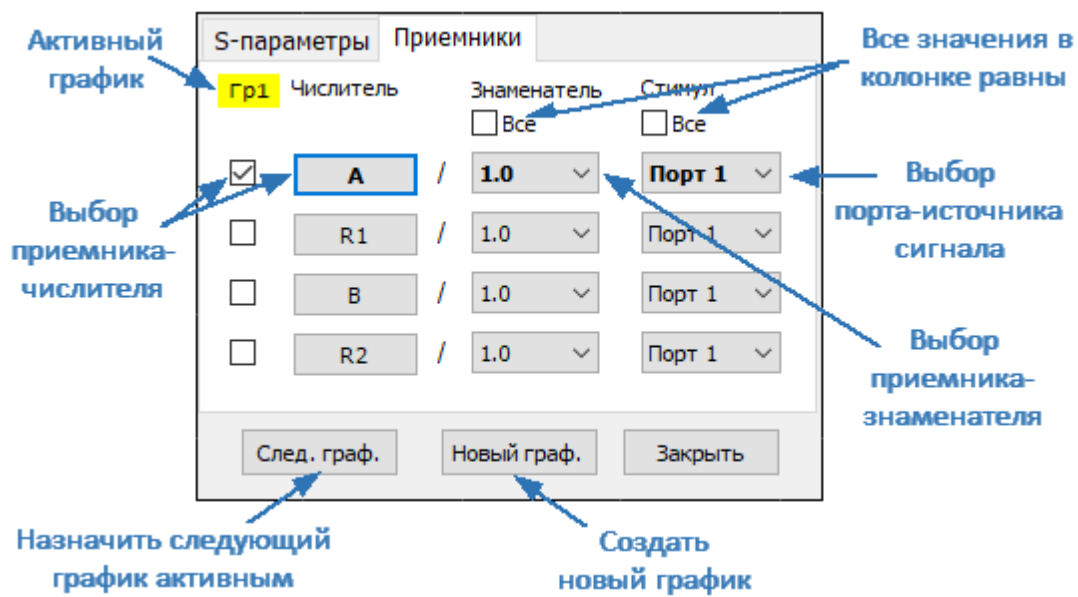 Активный
график
S-параметры Приемники
Все значения в
колонке равны
Гр1 Числитель Знаменатель Стимул
Все Все
A / 1.0 Порт 1
R1 / 1.0 Порт 1
B / 1.0 Порт 1
R2 / 1.0 Порт 1
Выбор
приемника-
числителя
Выбор
порта-источника
сигнала
Выбор
приемника-
знаменателя
След. граф. Новый граф. Закрыть
Назначить следующий
график активным
Создать
новый график